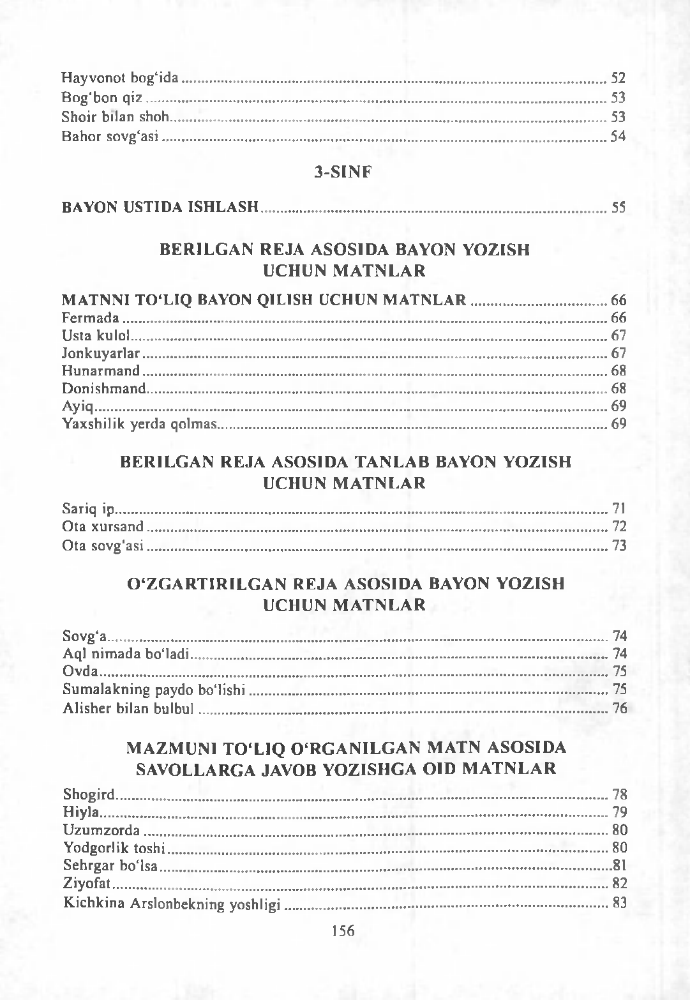 Hayvonot bog‘ida........ 52
Bog‘bon qiz........ 53
Shoir bilan shoh........ 53
Bahor sovg‘asi........ 54
3-SINF
BAYON USTIDA ISHLASH........ 55
BERILGAN REJA ASOSIDA BAYON YOZISH
UCHUN MATNLAR
MATNNI TO‘LIQ BAYON QILISH UCHUN MATNLAR........ 66
Fermada........ 66
Usta kulol........ 67
Jonkuyarlar........ 67
Hunarmand........ 68
Donishmand........ 68
Ayiq........ 69
Yaxshilik yerda qolmas........ 69
BERILGAN REJA ASOSIDA TANLAB BAYON YOZISH
UCHUN MATNLAR
Sariq ip........ 71
Ota xursand........ 72
Ota sovg‘asi........ 73
O‘ZGARTIRILGAN REJA ASOSIDA BAYON YOZISH
UCHUN MATNLAR
Sovg‘a........ 74
Aql nimada bo‘ladi........ 74
Ovda........ 75
Sumalakning paydo bo‘lishi........ 75
Alisher bilan bulbul........ 76
MAZMUNI TO‘LIQ O‘RGANILGAN MATN ASOSIDA
SAVOLLARGA JAVOB YOZISHGA OID MATNLAR
Shogird........ 78
Hiyla........ 79
Uzumzorda........ 80
Yodgorlik toshi........ 80
Sehrgar bo‘lsa........ 81
Ziyofat........ 82
Kichkina Arslonbekning yoshligi........ 83
156